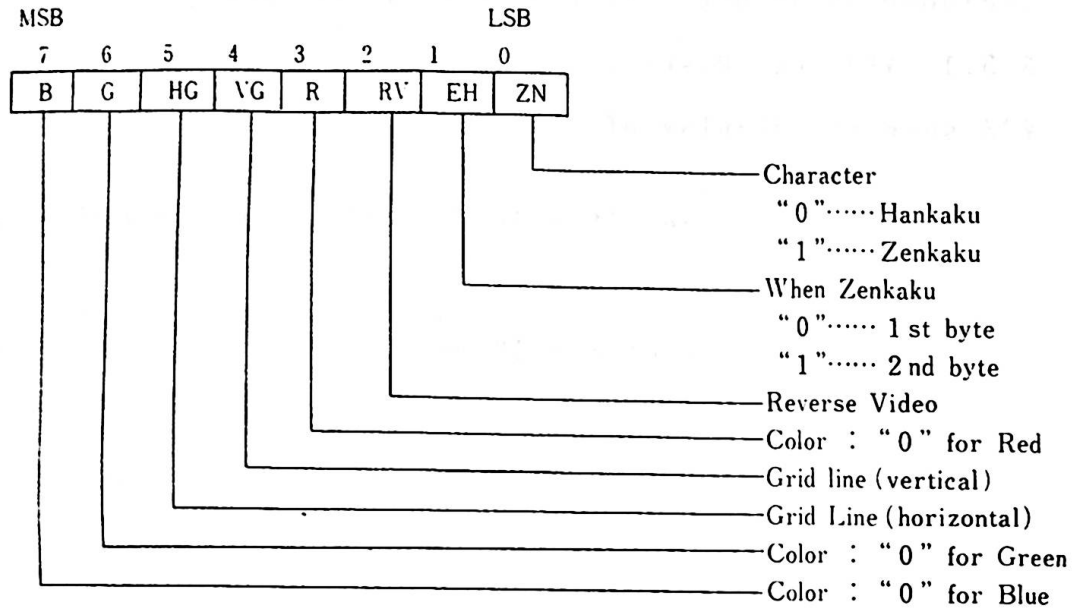 MSB LSB
7 6 5 4 3 2 1 0
B G HG VG R RV EH ZN
Character
“0”······Hankaku
“1”······Zenkaku
When Zenkaku
“0”······ 1 st byte
“1”······ 2 nd byte
Reverse Video
Color : “0” for Red
Grid line (vertical)
Grid Line (horizontal)
Color : “0” for Green
Color : “0” for Blue